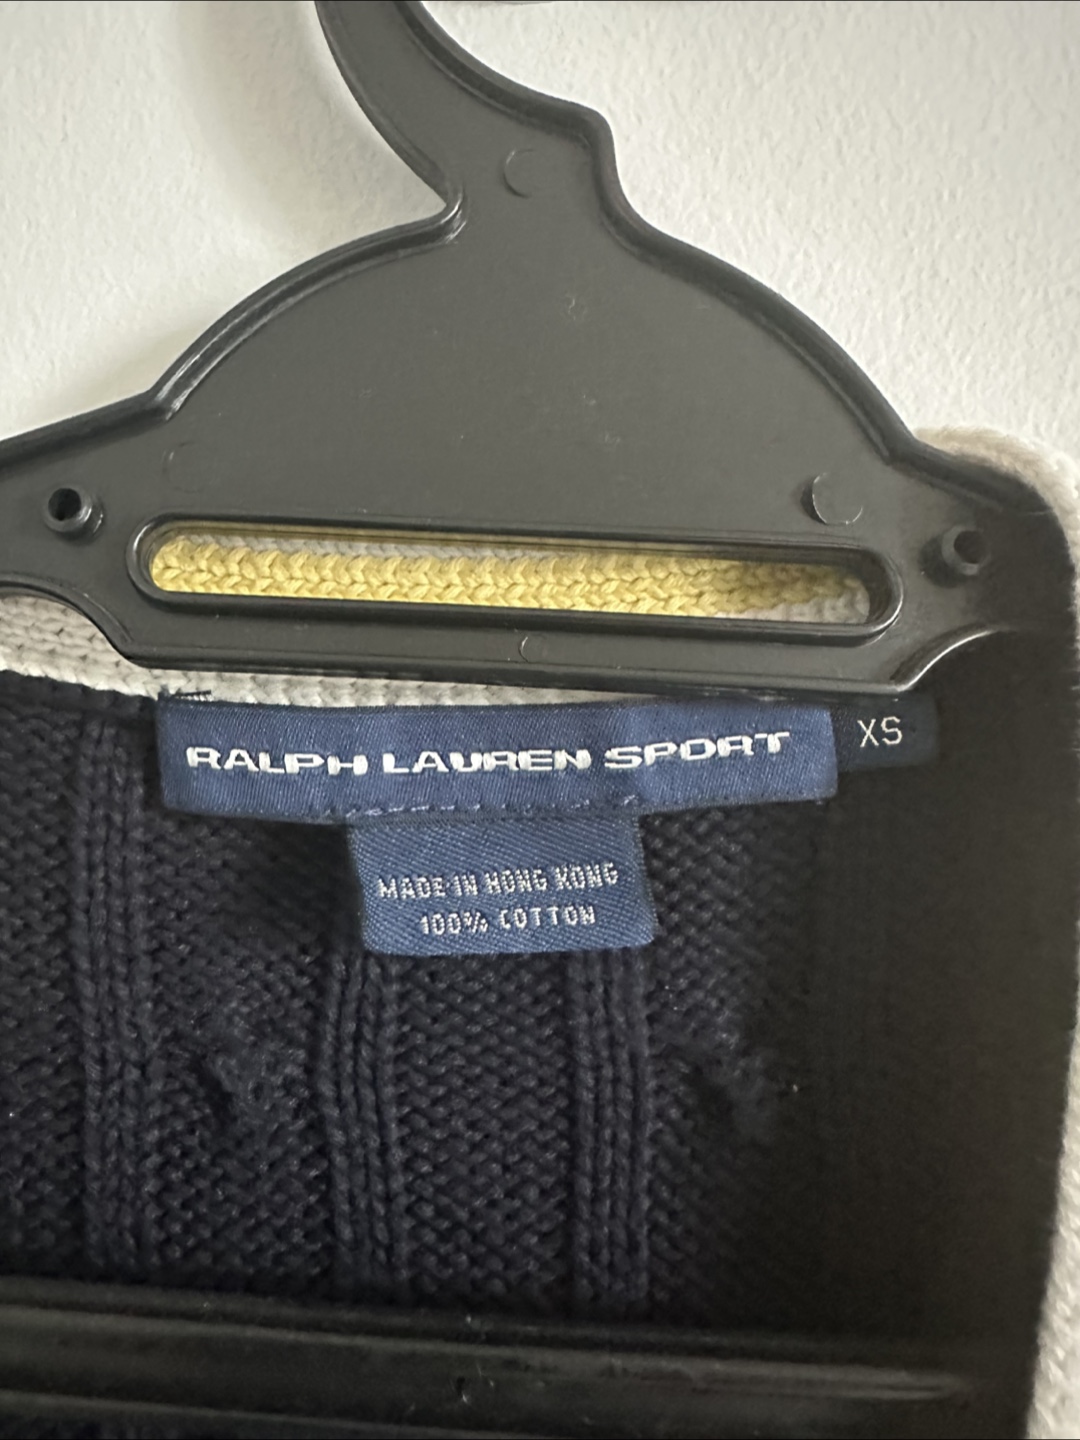 RALPH LAUREN SPORT
XS
MADE IN HONG KONG
100% COTTON